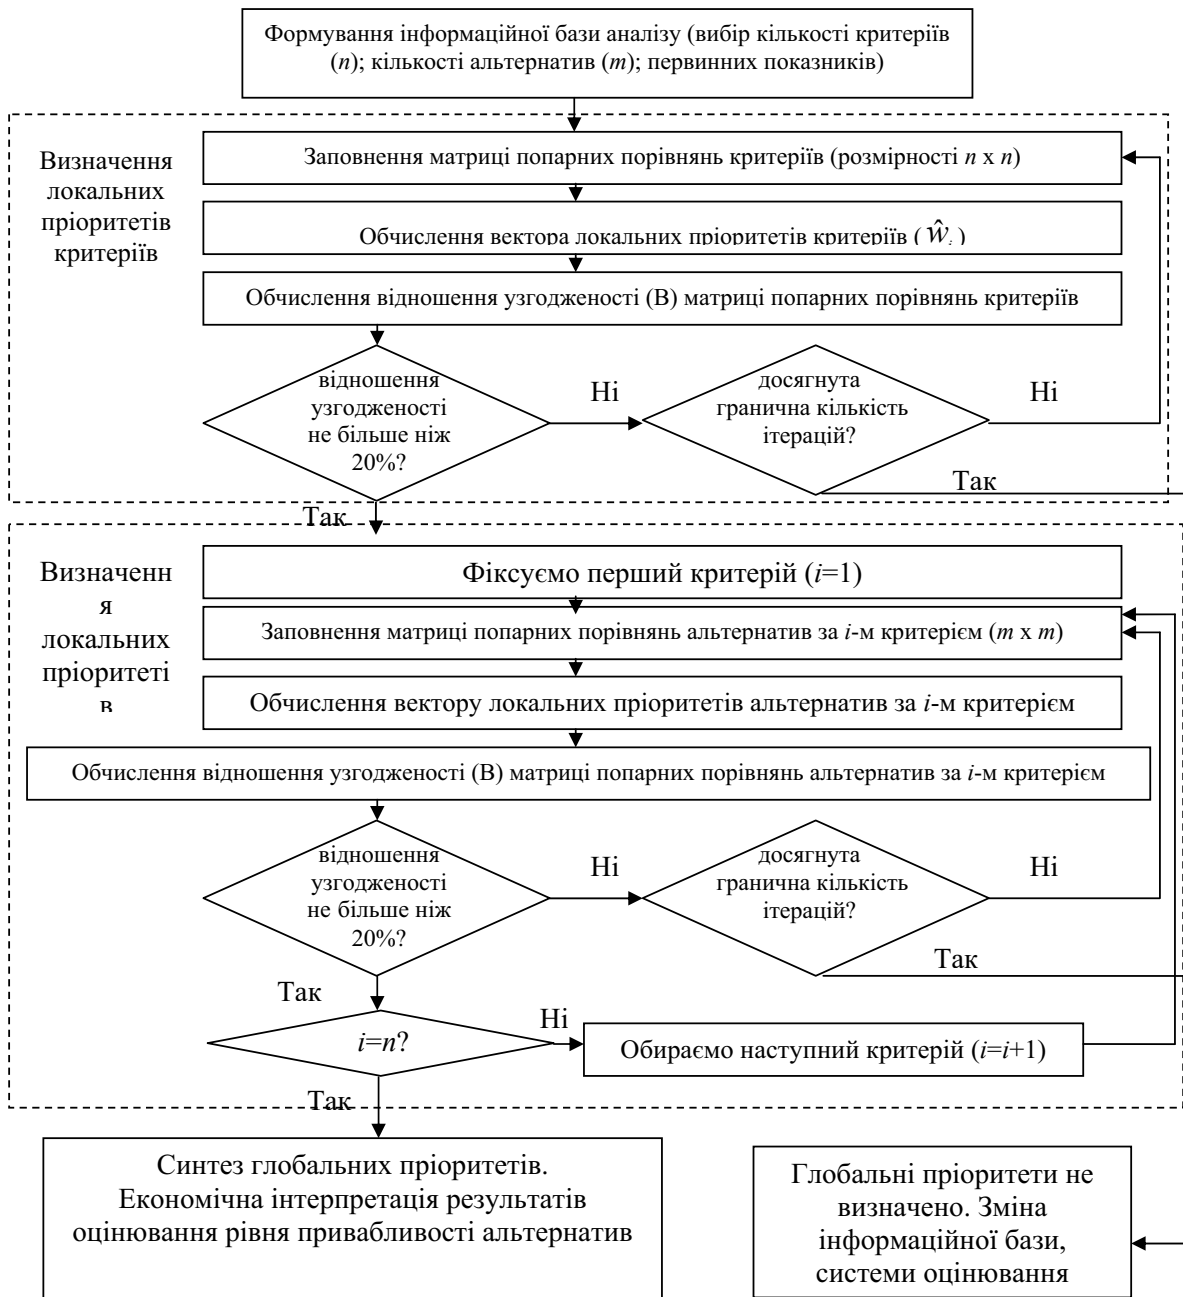 Формування інформаційної бази аналізу (вибір кількості критеріїв
(n); кількості альтернатив (m); первинних показників)
Визначення
локальних
пріоритетів
критеріїв
Заповнення матриці попарних порівнянь критеріїв (розмірності n x n)
Обчислення вектора локальних пріоритетів критеріїв ( ŵi )
Обчислення відношення узгодженості (В) матриці попарних порівнянь критеріїв
відношення
узгодженості
не більше ніж
20%?
Ні
досягнута
гранична кількість
ітерацій?
Ні
Так
Так
Визначенн
я
локальних
пріоритеті
в
Фіксуємо перший критерій (i=1)
Заповнення матриці попарних порівнянь альтернатив за i-м критерієм (m x m)
Обчислення вектору локальних пріоритетів альтернатив за i-м критерієм
Обчислення відношення узгодженості (В) матриці попарних порівнянь альтернатив за i-м критерієм
відношення
узгодженості
не більше ніж
20%?
Ні
досягнута
гранична кількість
ітерацій?
Ні
Так
Так
i=n?
Ні
Обираємо наступний критерій (i=i+1)
Так
Синтез глобальних пріоритетів.
Економічна інтерпретація результатів
оцінювання рівня привабливості альтернатив
Глобальні пріоритети не
визначено. Зміна
інформаційної бази,
системи оцінювання